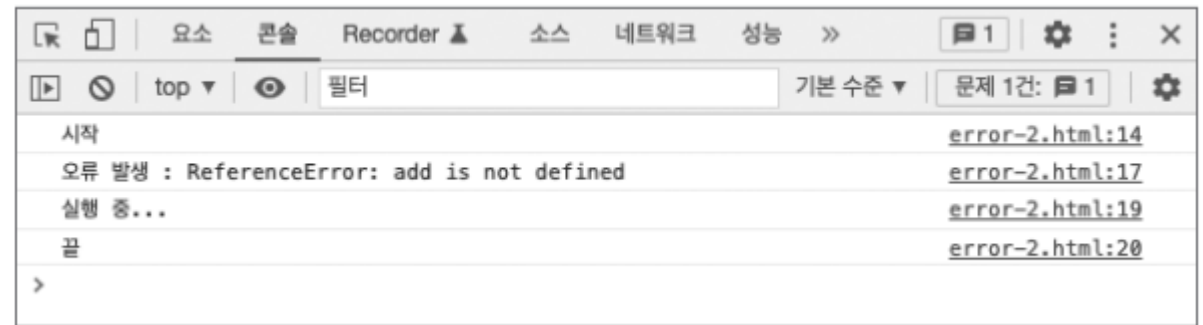 요소 콘솔 Recorder 소스 네트워크 성능 » 1
top ▼ 필터 기본 수준 ▼ 문제 1건: 1
시작 error-2.html:14
오류 발생 : ReferenceError: add is not defined error-2.html:17
실행 중... error-2.html:19
끝 error-2.html:20
>